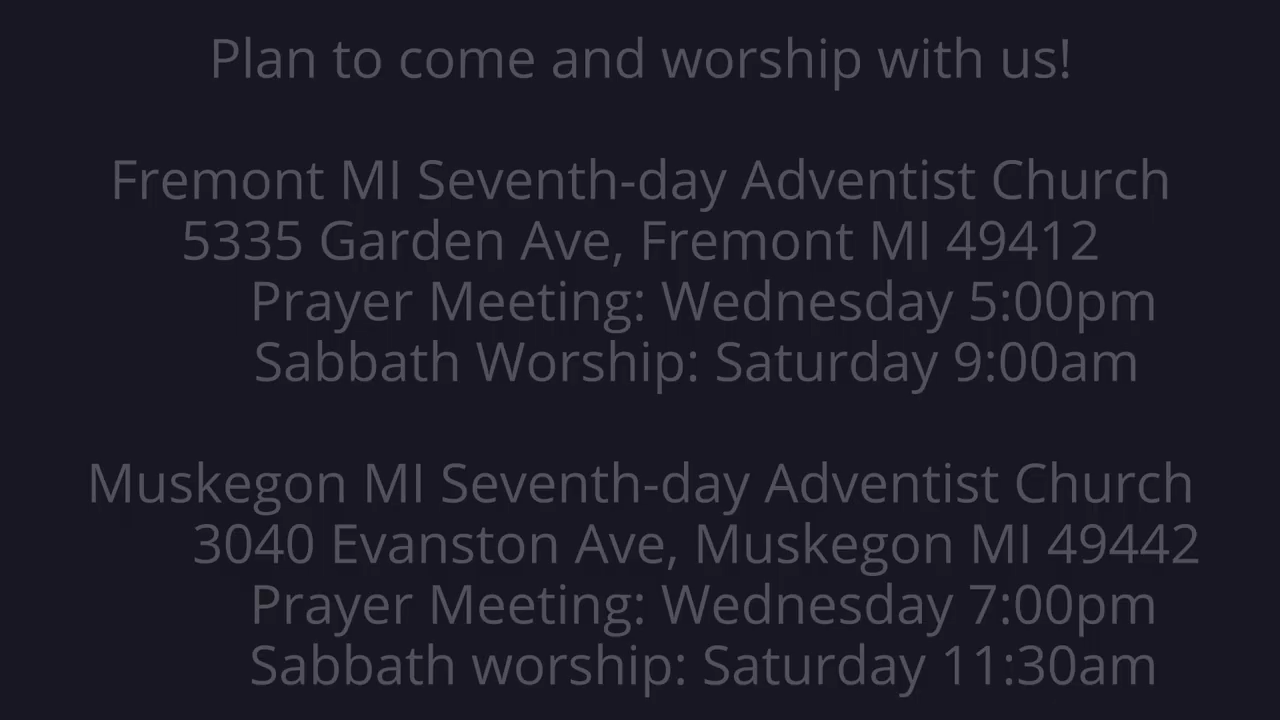 Plan to come and worship with us!
Fremont MI Seventh-day Adventist Church
5335 Garden Ave, Fremont MI 49412
Prayer Meeting: Wednesday 5:00pm
Sabbath Worship: Saturday 9:00am
Muskegon MI Seventh-day Adventist Church
3040 Evanston Ave, Muskegon MI 49442
Prayer Meeting: Wednesday 7:00pm
Sabbath worship: Saturday 11:30am